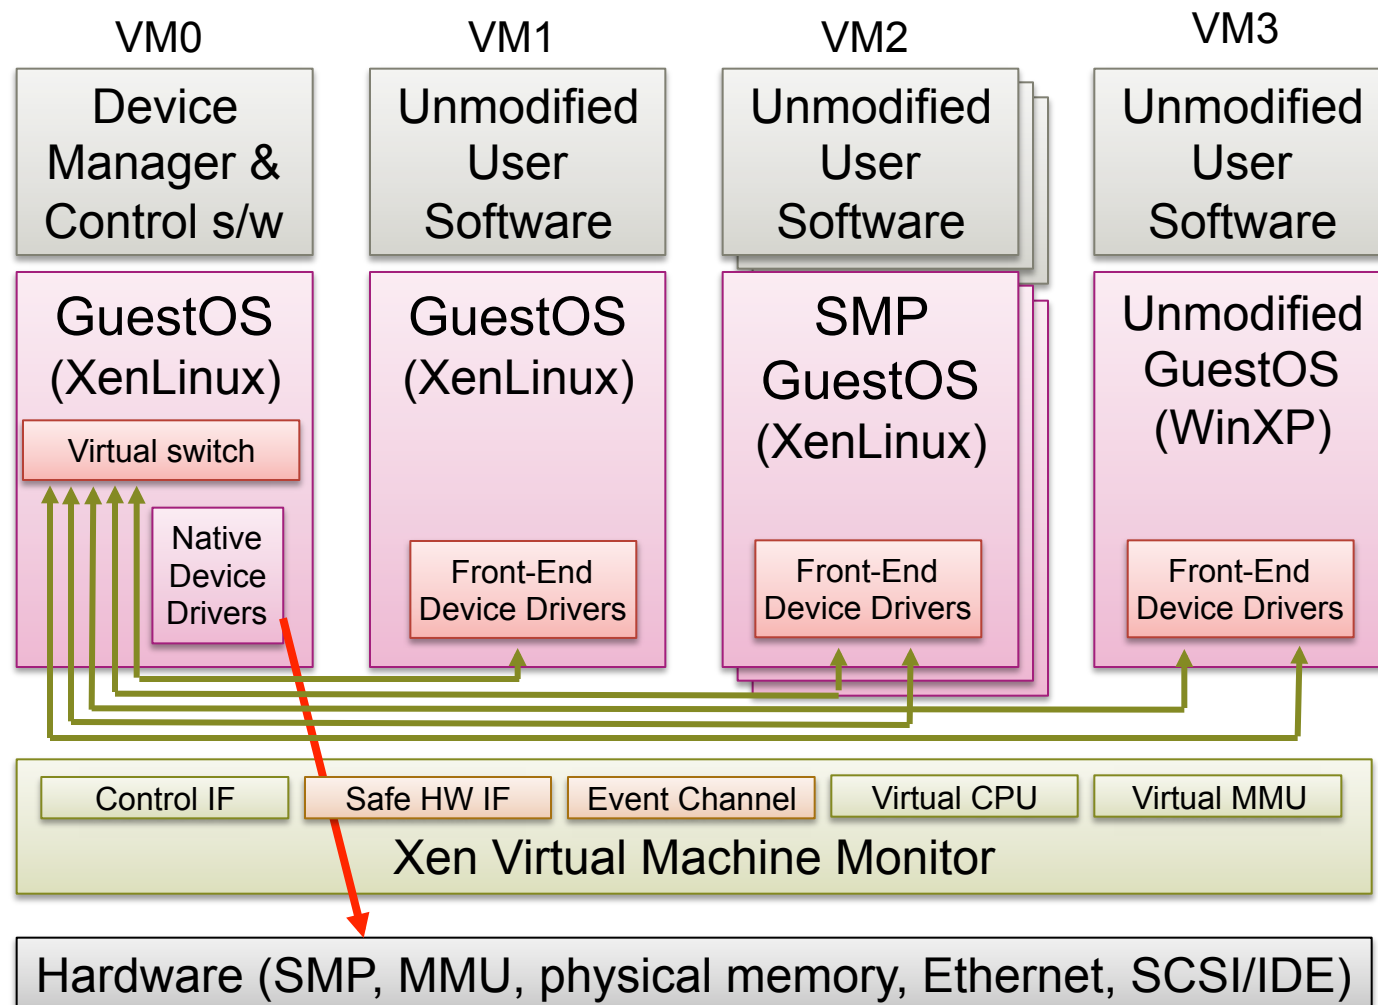 VM0
VM1
VM2
VM3
Device
Manager &
Control s/w
Unmodified
User
Software
Unmodified
User
Software
Unmodified
User
Software
GuestOS
(XenLinux)
Virtual switch
Native
Device
Drivers
GuestOS
(XenLinux)
Front-End
Device Drivers
SMP
GuestOS
(XenLinux)
Front-End
Device Drivers
Unmodified
GuestOS
(WinXP)
Front-End
Device Drivers
Control IF
Safe HW IF
Event Channel
Virtual CPU
Virtual MMU
Xen Virtual Machine Monitor
Hardware (SMP, MMU, physical memory, Ethernet, SCSI/IDE)